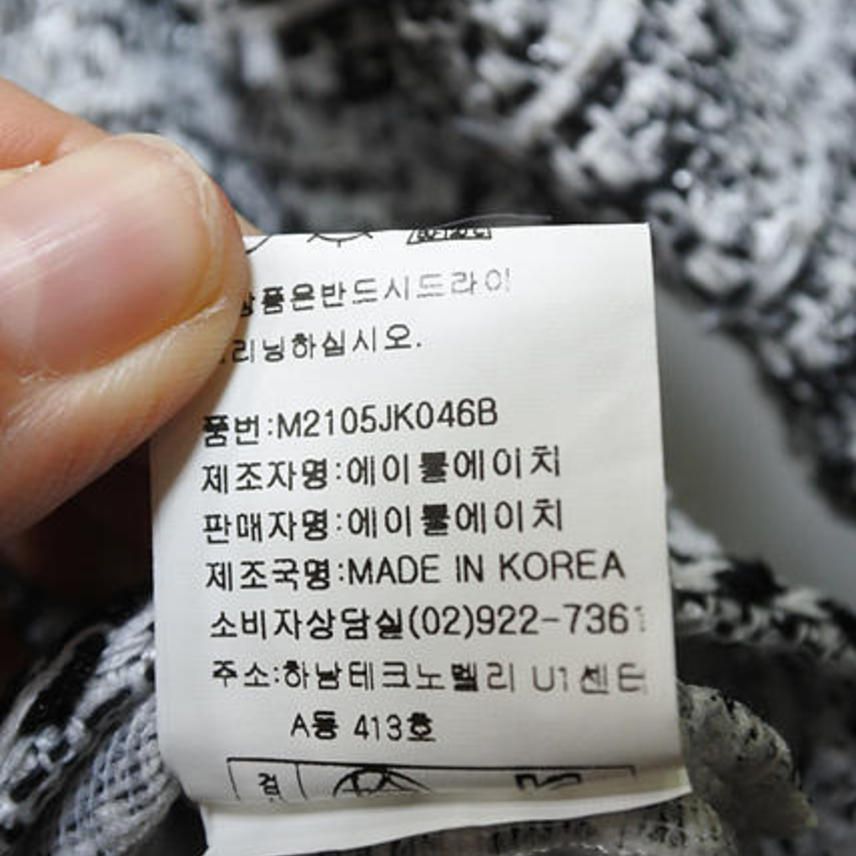 상품은반드시드라이
리닝하십시오.
품번:M2105JK046B
제조자명:에이블에이치
판매자명:에이블에이치
제조국명:MADE IN KOREA
소비자상담실(02)922-7361
주소:하남테크노밸리 U1센터
A동 413호